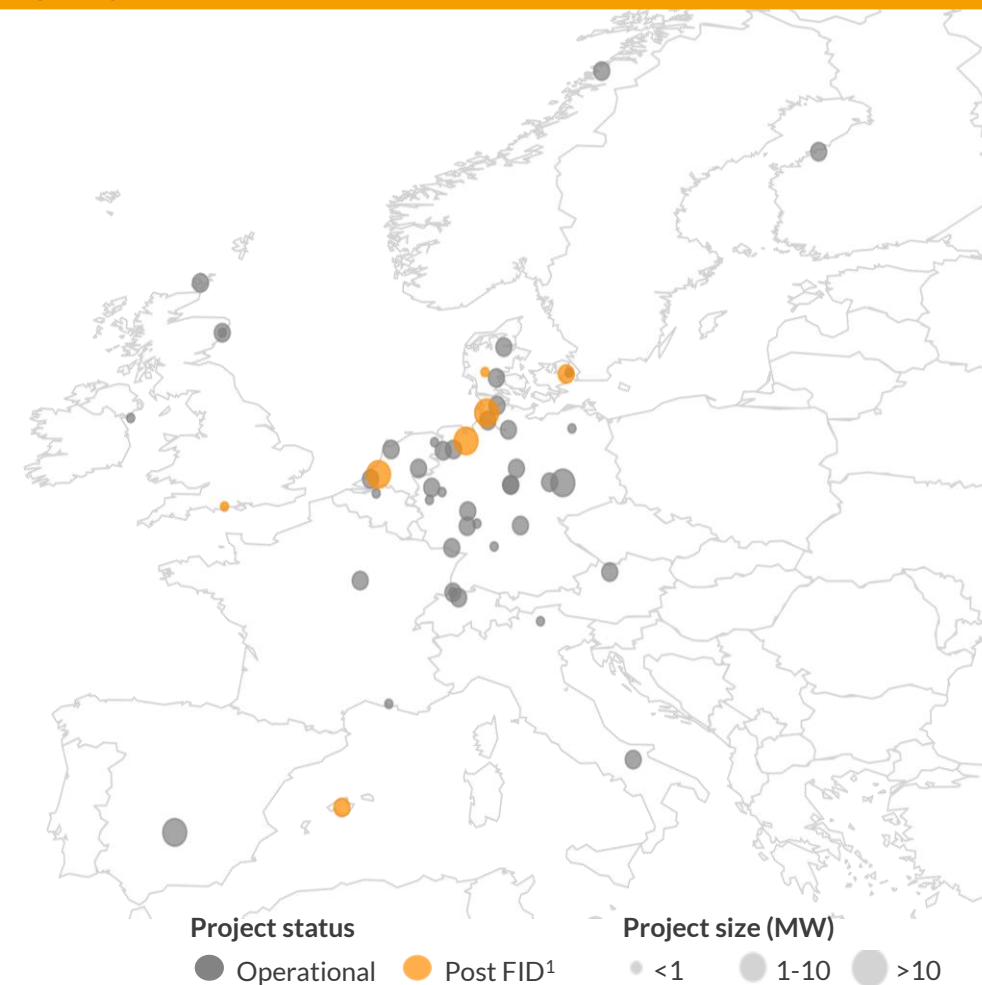 Project status
Project size (MW)
Operational
Post FID¹
<1
1-10
>10